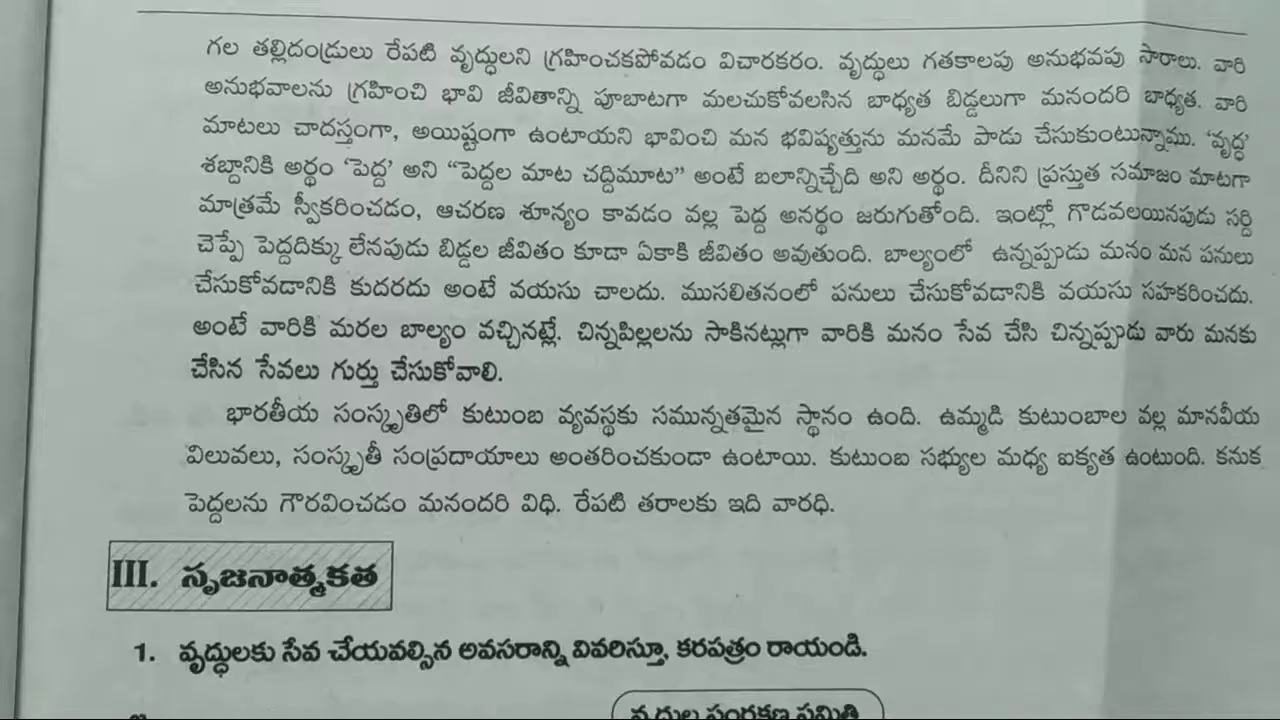 గల తల్లిదండ్రులు రేపటి వృద్ధులని గ్రహించకపోవడం విచారకరం. వృద్ధులు గతకాలపు అనుభవపు సారాలు. వారి
అనుభవాలను గ్రహించి భావి జీవితాన్ని పూబాటగా మలచుకోవలసిన బాధ్యత బిడ్డలుగా మనందరి బాధ్యత. వారి
మాటలు చాదస్తంగా, అయిష్టంగా ఉంటాయని భావించి మన భవిష్యత్తును మనమే పాడు చేసుకుంటున్నాము. ‘వృద్ధ’
శబ్దానికి అర్థం ‘పెద్ద’ అని “పెద్దల మాట చద్దిమూట” అంటే బలాన్నిచ్చేది అని అర్థం. దీనిని ప్రస్తుత సమాజం మాటగా
మాత్రమే స్వీకరించడం, ఆచరణ శూన్యం కావడం వల్ల పెద్ద అనర్థం జరుగుతోంది. ఇంట్లో గొడవలయినపుడు సర్ది
చెప్పే పెద్దదిక్కు లేనపుడు బిడ్డల జీవితం కూడా ఏకాకి జీవితం అవుతుంది. బాల్యంలో ఉన్నప్పుడు మనం మన పనులు
చేసుకోవడానికి కుదరదు అంటే వయసు చాలదు. ముసలితనంలో పనులు చేసుకోవడానికి వయసు సహకరించదు.
అంటే వారికి మరల బాల్యం వచ్చినట్లే. చిన్నపిల్లలను సాకినట్లుగా వారికి మనం సేవ చేసి చిన్నప్పుడు వారు మనకు
చేసిన సేవలు గుర్తు చేసుకోవాలి.
భారతీయ సంస్కృతిలో కుటుంబ వ్యవస్థకు సమున్నతమైన స్థానం ఉంది. ఉమ్మడి కుటుంబాల వల్ల మానవీయ
విలువలు, సంస్కృతీ సంప్రదాయాలు అంతరించకుండా ఉంటాయి. కుటుంబ సభ్యుల మధ్య ఐక్యత ఉంటుంది. కనుక
పెద్దలను గౌరవించడం మనందరి విధి. రేపటి తరాలకు ఇది వారధి.
III. సృజనాత్మకత
1. వృద్ధులకు సేవ చేయవల్సిన అవసరాన్ని వివరిస్తూ, కరపత్రం రాయండి.
వృద్ధుల సంరక్షణ సమితి